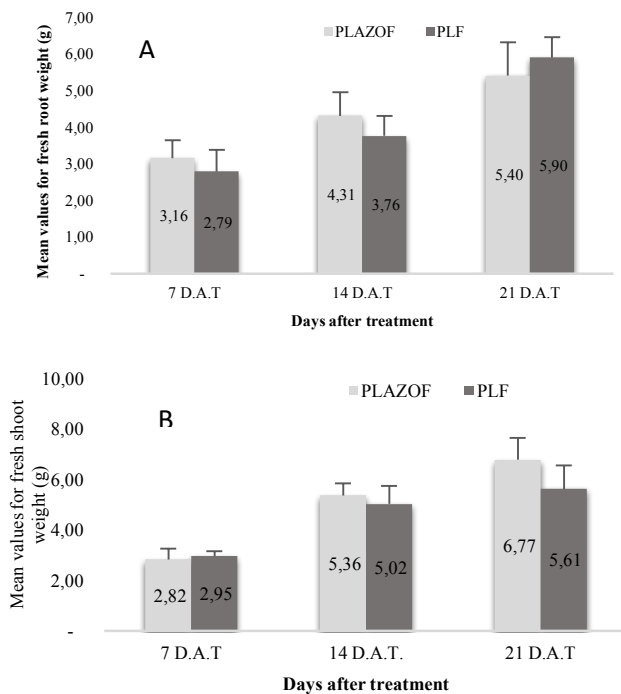 7,00
A
PLAZOF PLF
6,00
5,00
4,00
3,00
2,00
1,00
-
Mean values for fresh root weight (g)
3,16 2,79
4,31 3,76
5,40 5,90
7 D.A.T 14 D.A.T 21 D.A.T
Days after treatment
10,00
PLAZOF PLF
B
8,00
6,00
4,00
2,00
-
Mean values for fresh shoot
weight (g)
2,82 2,95
5,36 5,02
6,77 5,61
7 D.A.T 14 D.A.T. 21 D.A.T
Days after treatment